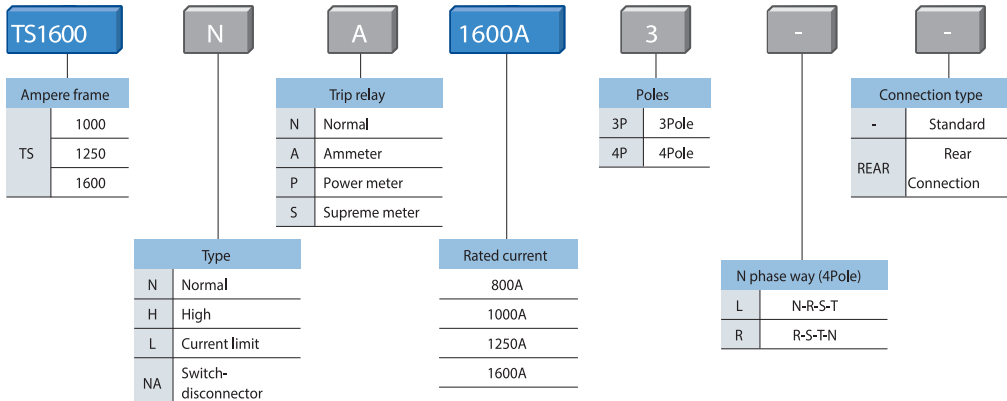 TS1600 N A 1600A 3 - -
Ampere frame
TS 1000
1250
1600
Trip relay
N Normal
A Ammeter
P Power meter
S Supreme meter
Poles
3P 3Pole
4P 4Pole
Connection type
- Standard
REAR Rear
Connection
Type
N Normal
H High
L Current limit
NA Switch-
disconnector
Rated current
800A
1000A
1250A
1600A
N phase way (4Pole)
L N-R-S-T
R R-S-T-N